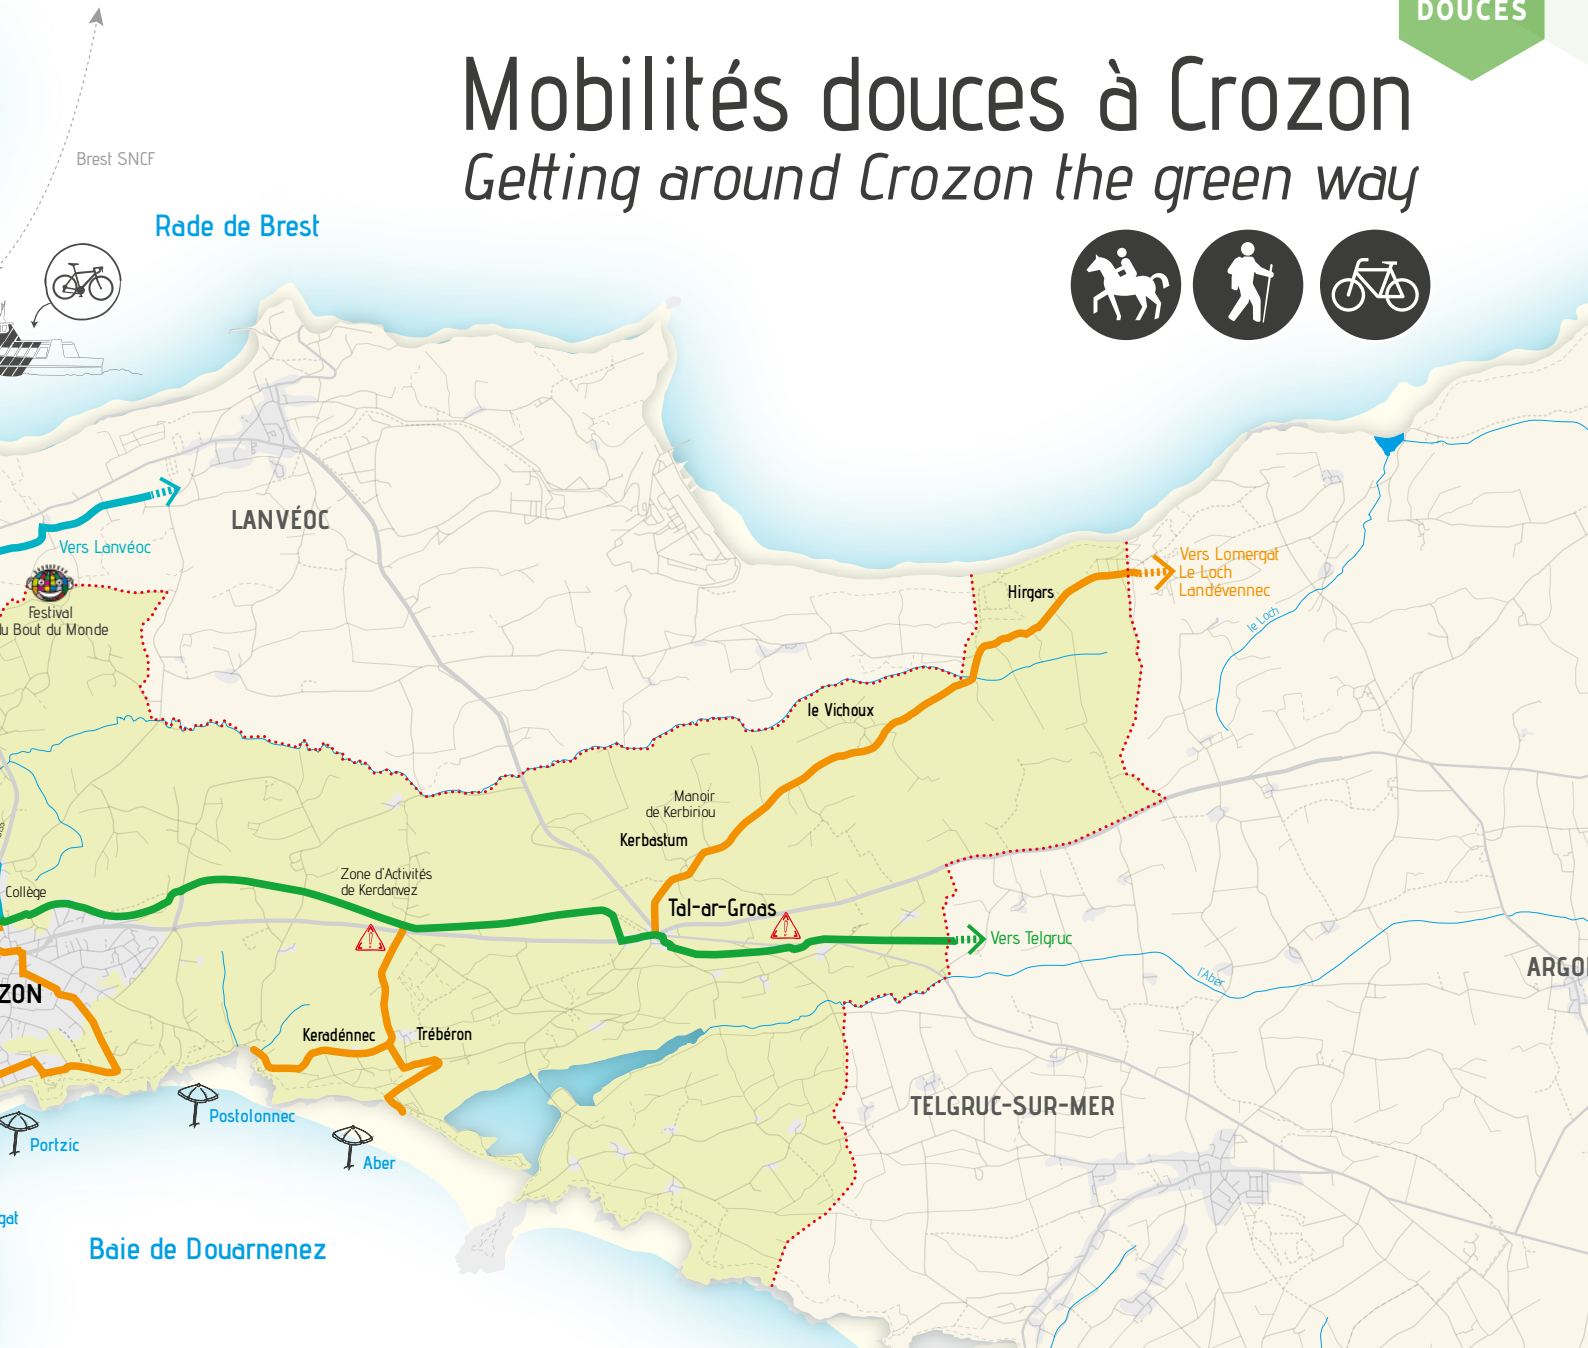 DOUCES
Mobilités douces à Crozon
Getting around Crozon the green way
Brest SNCF
Rade de Brest
LANVÉOC
Vers Lanvéoc
Festival
du Bout du Monde
Vers Lomergat
Le Loch
Landévennec
Hirgars
le Loch
le Vichoux
Manoir
de Kerbiriou
Kerbastum
Zone d'Activités
de Kerdanvez
Collège
Tal-ar-Groas
Vers Telgruc
l'Aber
ARGO
ZON
Keradénnec
Trébéron
Postolonnec
Portzic
Aber
TELGRUC-SUR-MER
gat
Baie de Douarnenez